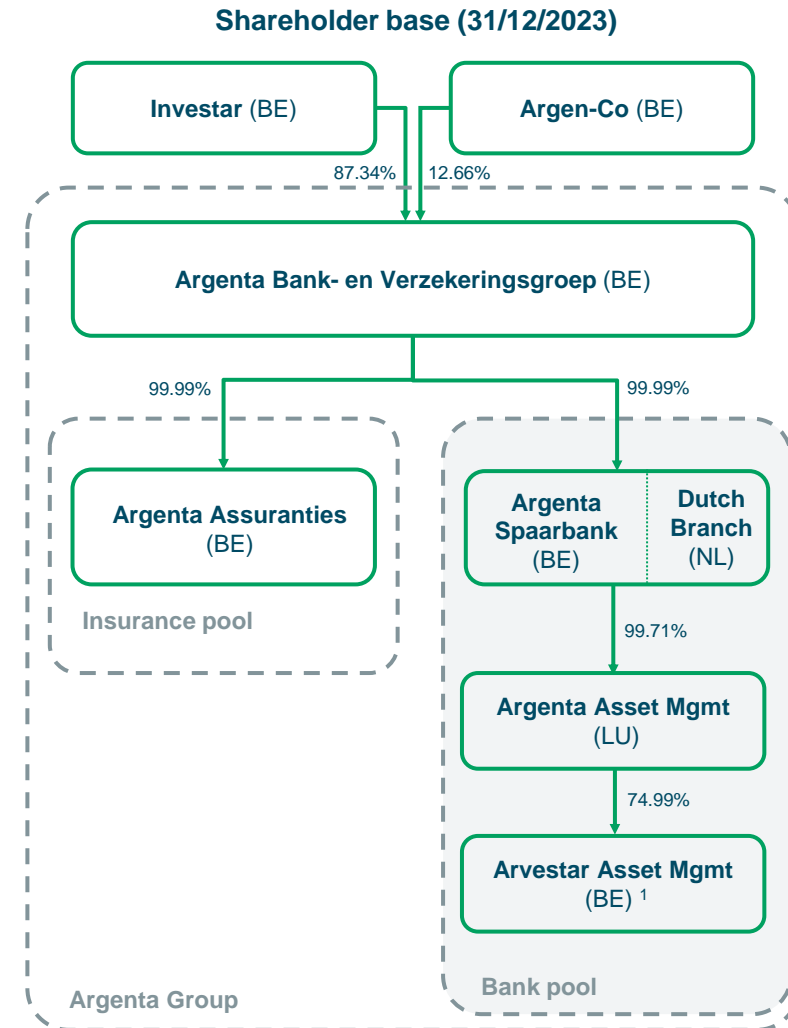 Shareholder base (31/12/2023)
Investar (BE)
Argen-Co (BE)
87.34%
12.66%
Argenta Bank- en Verzekeringsgroep (BE)
99.99%
99.99%
Argenta Assuranties
(BE)
Insurance pool
Argenta
Spaarbank
(BE)
Dutch
Branch
(NL)
99.71%
Argenta Asset Mgmt
(LU)
74.99%
Arvestar Asset Mgmt
(BE) ¹
Bank pool
Argenta Group